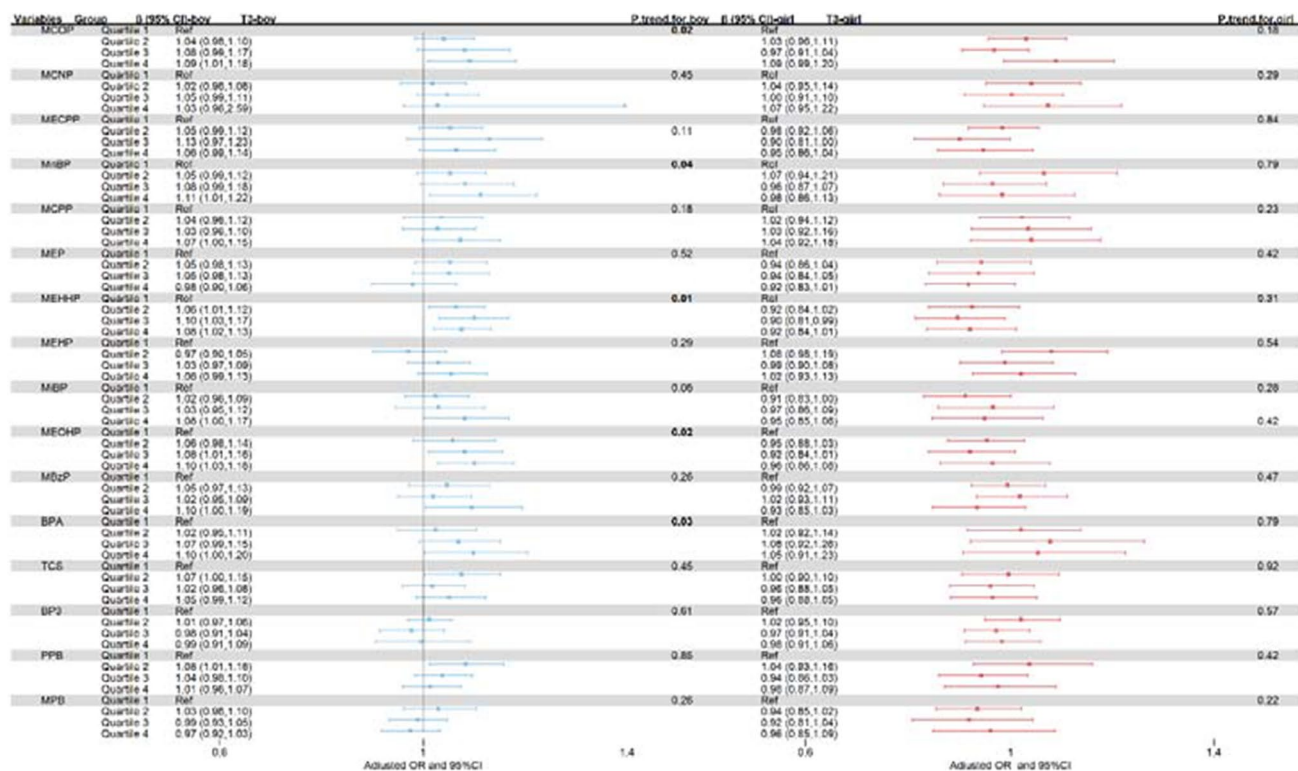 Variables Group β (95% CI)-boy T3-boy P.trend.for.boy β (95% CI)-girl T3-girl P.trend.for.girl
MCOP Quartile 1 Ref 0.02 Ref 0.18
Quartile 2 1.04 (0.98,1.10) 1.03 (0.96,1.11)
Quartile 3 1.08 (0.99,1.17) 0.97 (0.91,1.04)
Quartile 4 1.09 (1.01,1.18) 1.09 (0.99,1.20)
MCNP Quartile 1 Ref 0.45 Ref 0.29
Quartile 2 1.02 (0.96,1.08) 1.04 (0.95,1.14)
Quartile 3 1.05 (0.99,1.11) 1.00 (0.91,1.10)
Quartile 4 1.03 (0.96,2.59) 1.07 (0.95,1.22)
MECPP Quartile 1 Ref Ref 0.84
Quartile 2 1.05 (0.99,1.12) 0.11 0.98 (0.92,1.06)
Quartile 3 1.13 (0.97,1.23) 0.90 (0.81,1.00)
Quartile 4 1.06 (0.99,1.14) 0.95 (0.86,1.04)
MnBP Quartile 1 Ref 0.04 Ref 0.79
Quartile 2 1.05 (0.99,1.12) 1.07 (0.94,1.21)
Quartile 3 1.08 (0.99,1.18) 0.96 (0.87,1.07)
Quartile 4 1.11 (1.01,1.22) 0.98 (0.86,1.13)
MCPP Quartile 1 Ref 0.18 Ref 0.23
Quartile 2 1.04 (0.96,1.12) 1.02 (0.94,1.12)
Quartile 3 1.03 (0.96,1.10) 1.03 (0.92,1.16)
Quartile 4 1.07 (1.00,1.15) 1.04 (0.92,1.18)
MEP Quartile 1 Ref 0.52 Ref 0.42
Quartile 2 1.05 (0.98,1.13) 0.94 (0.86,1.04)
Quartile 3 1.05 (0.98,1.13) 0.94 (0.84,1.05)
Quartile 4 0.98 (0.90,1.06) 0.92 (0.83,1.01)
MEHHP Quartile 1 Ref 0.01 Ref 0.31
Quartile 2 1.06 (1.01,1.12) 0.92 (0.84,1.02)
Quartile 3 1.10 (1.03,1.17) 0.90 (0.81,0.99)
Quartile 4 1.08 (1.02,1.13) 0.92 (0.84,1.01)
MEHP Quartile 1 Ref 0.29 Ref 0.54
Quartile 2 0.97 (0.90,1.05) 1.08 (0.98,1.19)
Quartile 3 1.03 (0.97,1.09) 0.99 (0.90,1.08)
Quartile 4 1.06 (0.99,1.13) 1.02 (0.93,1.13)
MiBP Quartile 1 Ref 0.06 Ref 0.28
Quartile 2 1.02 (0.96,1.09) 0.91 (0.83,1.00)
Quartile 3 1.03 (0.95,1.12) 0.97 (0.86,1.09)
Quartile 4 1.08 (1.00,1.17) 0.95 (0.85,1.06) 0.42
MEOHP Quartile 1 Ref 0.02 Ref
Quartile 2 1.06 (0.98,1.14) 0.95 (0.88,1.03)
Quartile 3 1.08 (1.01,1.16) 0.92 (0.84,1.01)
Quartile 4 1.10 (1.03,1.18) 0.96 (0.86,1.08)
MBzP Quartile 1 Ref 0.26 Ref 0.47
Quartile 2 1.05 (0.97,1.13) 0.99 (0.92,1.07)
Quartile 3 1.02 (0.95,1.09) 1.02 (0.93,1.11)
Quartile 4 1.10 (1.00,1.19) 0.93 (0.85,1.03)
BPA Quartile 1 Ref 0.03 Ref 0.79
Quartile 2 1.02 (0.95,1.11) 1.02 (0.92,1.14)
Quartile 3 1.07 (0.99,1.15) 1.08 (0.92,1.26)
Quartile 4 1.10 (1.00,1.20) 1.05 (0.91,1.23)
TCS Quartile 1 Ref 0.45 Ref 0.92
Quartile 2 1.07 (1.00,1.15) 1.00 (0.90,1.10)
Quartile 3 1.02 (0.96,1.08) 0.96 (0.88,1.05)
Quartile 4 1.05 (0.99,1.12) 0.96 (0.88,1.05)
BP3 Quartile 1 Ref 0.61 Ref 0.57
Quartile 2 1.01 (0.97,1.06) 1.02 (0.95,1.10)
Quartile 3 0.98 (0.91,1.04) 0.97 (0.91,1.04)
Quartile 4 0.99 (0.91,1.09) 0.98 (0.91,1.06)
PPB Quartile 1 Ref 0.85 Ref 0.42
Quartile 2 1.08 (1.01,1.16) 1.04 (0.93,1.16)
Quartile 3 1.04 (0.98,1.10) 0.94 (0.86,1.03)
Quartile 4 1.01 (0.96,1.07) 0.98 (0.87,1.09)
MPB Quartile 1 Ref 0.26 Ref 0.22
Quartile 2 1.03 (0.98,1.10) 0.94 (0.85,1.02)
Quartile 3 0.99 (0.93,1.05) 0.92 (0.81,1.04)
Quartile 4 0.97 (0.92,1.03) 0.96 (0.85,1.09)
0.6 1 1.4 0.6 1 1.4
Adjusted OR and 95%CI Adjusted OR and 95%CI